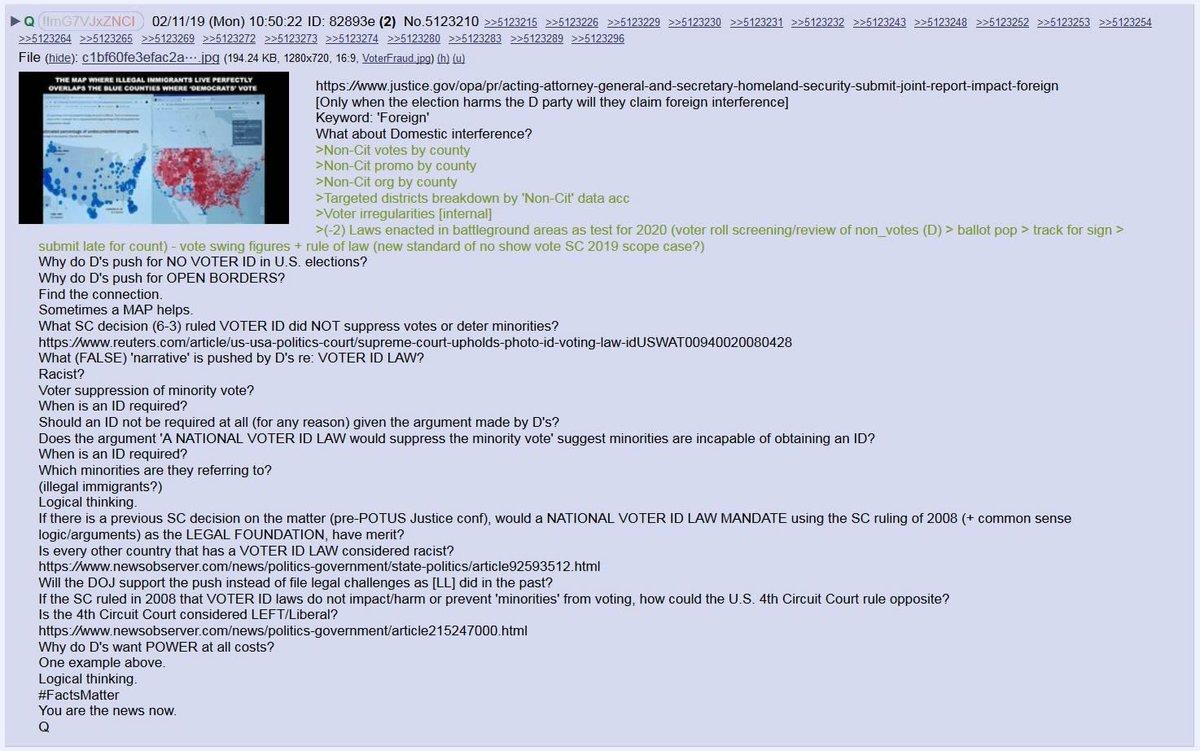 Q !!mG7VJxZNCI 02/11/19 (Mon) 10:50:22 ID: 82893e (2) No.5123210 >>5123215 >>5123226 >>5123229 >>5123230 >>5123231 >>5123232 >>5123243 >>5123248 >>5123252 >>5123253 >>5123254
>>5123264 >>5123265 >>5123269 >>5123272 >>5123273 >>5123274 >>5123280 >>5123283 >>5123289 >>5123296
File (hide): c1bf60fe3efac2a⋯.jpg (194.24 KB, 1280x720, 16:9, VoterFraud.jpg) (h) (u)
THE MAP WHERE ILLEGAL IMMIGRANTS LIVE PERFECTLY
OVERLAPS THE BLUE COUNTIES WHERE 'DEMOCRATS' VOTE
percentage of undocumented immigrants
https://www.justice.gov/opa/pr/acting-attorney-general-and-secretary-homeland-security-submit-joint-report-impact-foreign
[Only when the election harms the D party will they claim foreign interference]
Keyword: 'Foreign'
What about Domestic interference?
>Non-Cit votes by county
>Non-Cit promo by county
>Non-Cit org by county
>Targeted districts breakdown by 'Non-Cit' data acc
>Voter irregularities [internal]
>(-2) Laws enacted in battleground areas as test for 2020 (voter roll screening/review of non_votes (D) > ballot pop > track for sign >
submit late for count) - vote swing figures + rule of law (new standard of no show vote SC 2019 scope case?)
Why do D's push for NO VOTER ID in U.S. elections?
Why do D's push for OPEN BORDERS?
Find the connection.
Sometimes a MAP helps.
What SC decision (6-3) ruled VOTER ID did NOT suppress votes or deter minorities?
https://www.reuters.com/article/us-usa-politics-court/supreme-court-upholds-photo-id-voting-law-idUSWAT00940020080428
What (FALSE) 'narrative' is pushed by D's re: VOTER ID LAW?
Racist?
Voter suppression of minority vote?
When is an ID required?
Should an ID not be required at all (for any reason) given the argument made by D's?
Does the argument 'A NATIONAL VOTER ID LAW would suppress the minority vote' suggest minorities are incapable of obtaining an ID?
When is an ID required?
Which minorities are they referring to?
(illegal immigrants?)
Logical thinking.
If there is a previous SC decision on the matter (pre-POTUS Justice conf), would a NATIONAL VOTER ID LAW MANDATE using the SC ruling of 2008 (+ common sense
logic/arguments) as the LEGAL FOUNDATION, have merit?
Is every other country that has a VOTER ID LAW considered racist?
https://www.newsobserver.com/news/politics-government/state-politics/article92593512.html
Will the DOJ support the push instead of file legal challenges as [LL] did in the past?
If the SC ruled in 2008 that VOTER ID laws do not impact/harm or prevent 'minorities' from voting, how could the U.S. 4th Circuit Court rule opposite?
Is the 4th Circuit Court considered LEFT/Liberal?
https://www.newsobserver.com/news/politics-government/article215247000.html
Why do D's want POWER at all costs?
One example above.
Logical thinking.
#FactsMatter
You are the news now.
Q